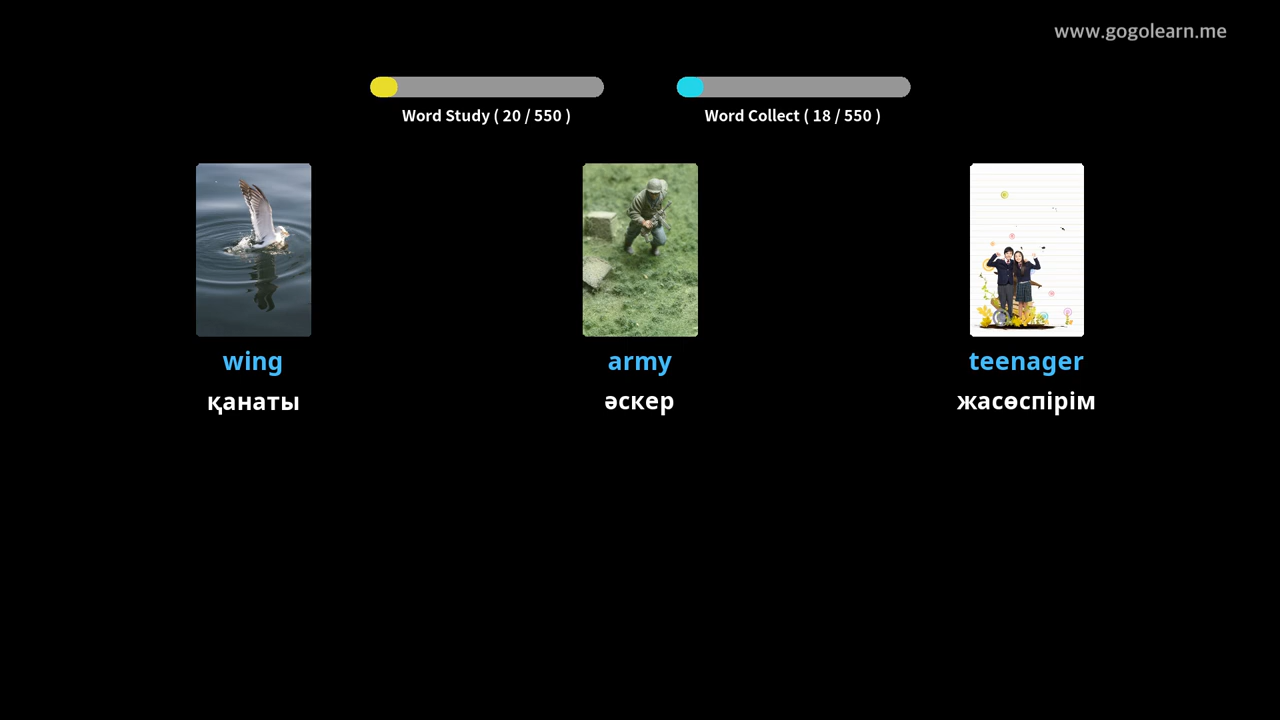 www.gogolearn.me
Word Study ( 20 / 550 )
Word Collect ( 18 / 550 )
wing
army
teenager
қанаты
әскер
жасөспірім